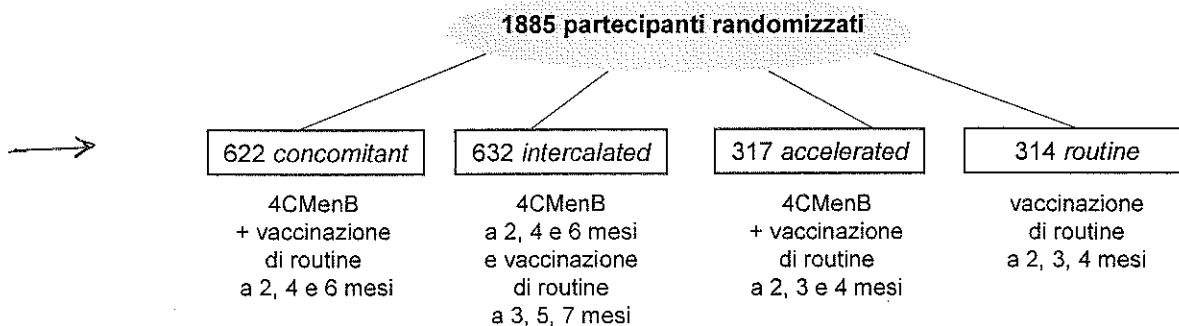 1885 partecipanti randomizzati
622 concomitant
632 intercalated
317 accelerated
314 routine
4CMenB
+ vaccinazione
di routine
a 2, 4 e 6 mesi
4CMenB
a 2, 4 e 6 mesi
e vaccinazione
di routine
a 3, 5, 7 mesi
4CMenB
+ vaccinazione
di routine
a 2, 3 e 4 mesi
vaccinazione
di routine
a 2, 3, 4 mesi